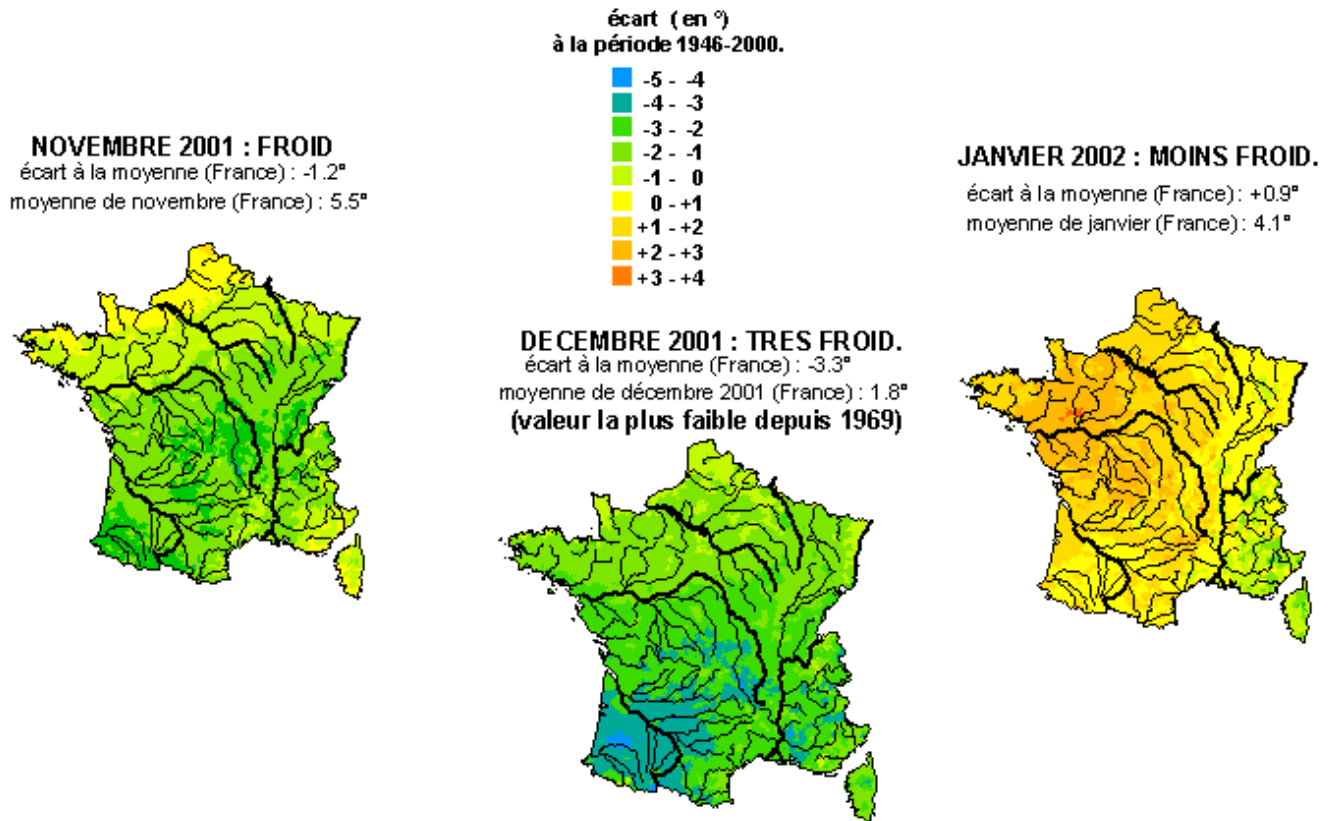 écart ( en °)
à la période 1946-2000.
-5 - -4
-4 - -3
-3 - -2
-2 - -1
-1 - 0
0 - +1
+1 - +2
+2 - +3
+3 - +4
NOVEMBRE 2001 : FROID
écart à la moyenne (France) : -1.2°
moyenne de novembre (France) : 5.5°
JANVIER 2002 : MOINS FROID.
écart à la moyenne (France) : +0.9°
moyenne de janvier (France) : 4.1°
DECEMBRE 2001 : TRES FROID.
écart à la moyenne (France) : -3.3°
moyenne de décembre 2001 (France) : 1.8°
(valeur la plus faible depuis 1969)